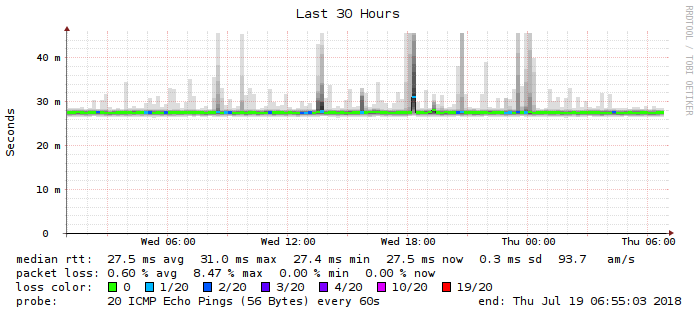 Last 30 Hours
RRDTOOL / TOBI OETIKER
Seconds
40 m
30 m
20 m
10 m
0
Wed 06:00 Wed 12:00 Wed 18:00 Thu 00:00 Thu 06:00
median rtt: 27.5 ms avg 31.0 ms max 27.4 ms min 27.5 ms now 0.3 ms sd 93.7 am/s
packet loss: 0.60 % avg 8.47 % max 0.00 % min 0.00 % now
loss color: 0 1/20 2/20 3/20 4/20 10/20 19/20
probe: 20 ICMP Echo Pings (56 Bytes) every 60s end: Thu Jul 19 06:55:03 2018